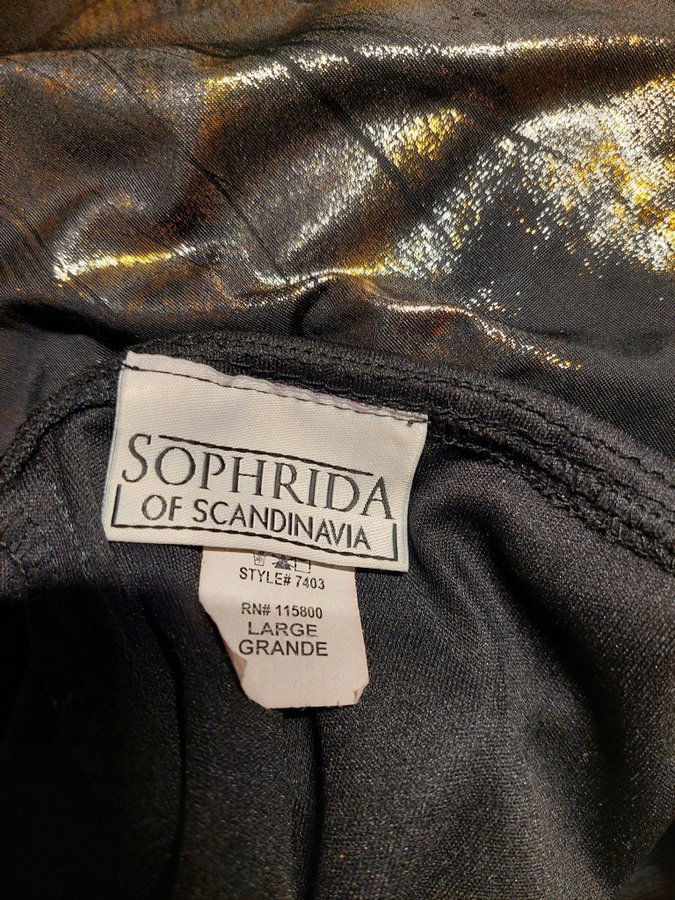 SOPHRIDA
OF SCANDINAVIA
STYLE# 7403
RN# 115800
LARGE
GRANDE